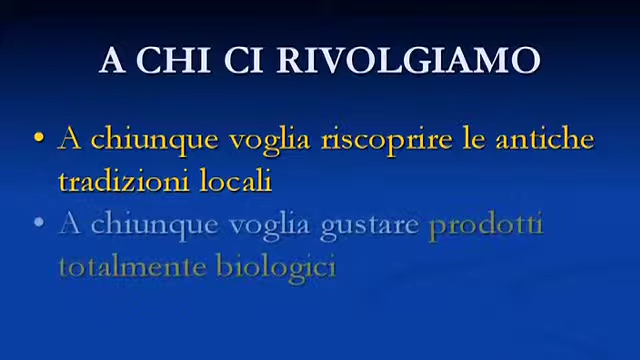 A CHI CI RIVOLGIAMO
• A chiunque voglia riscoprire le antiche
tradizioni locali
• A chiunque voglia gustare prodotti
totalmente biologici